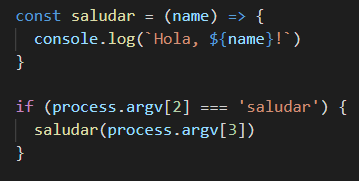 const saludar = (name) => {
  console.log(`Hola, ${name}!`)
}

if (process.argv[2] === 'saludar') {
  saludar(process.argv[3])
}